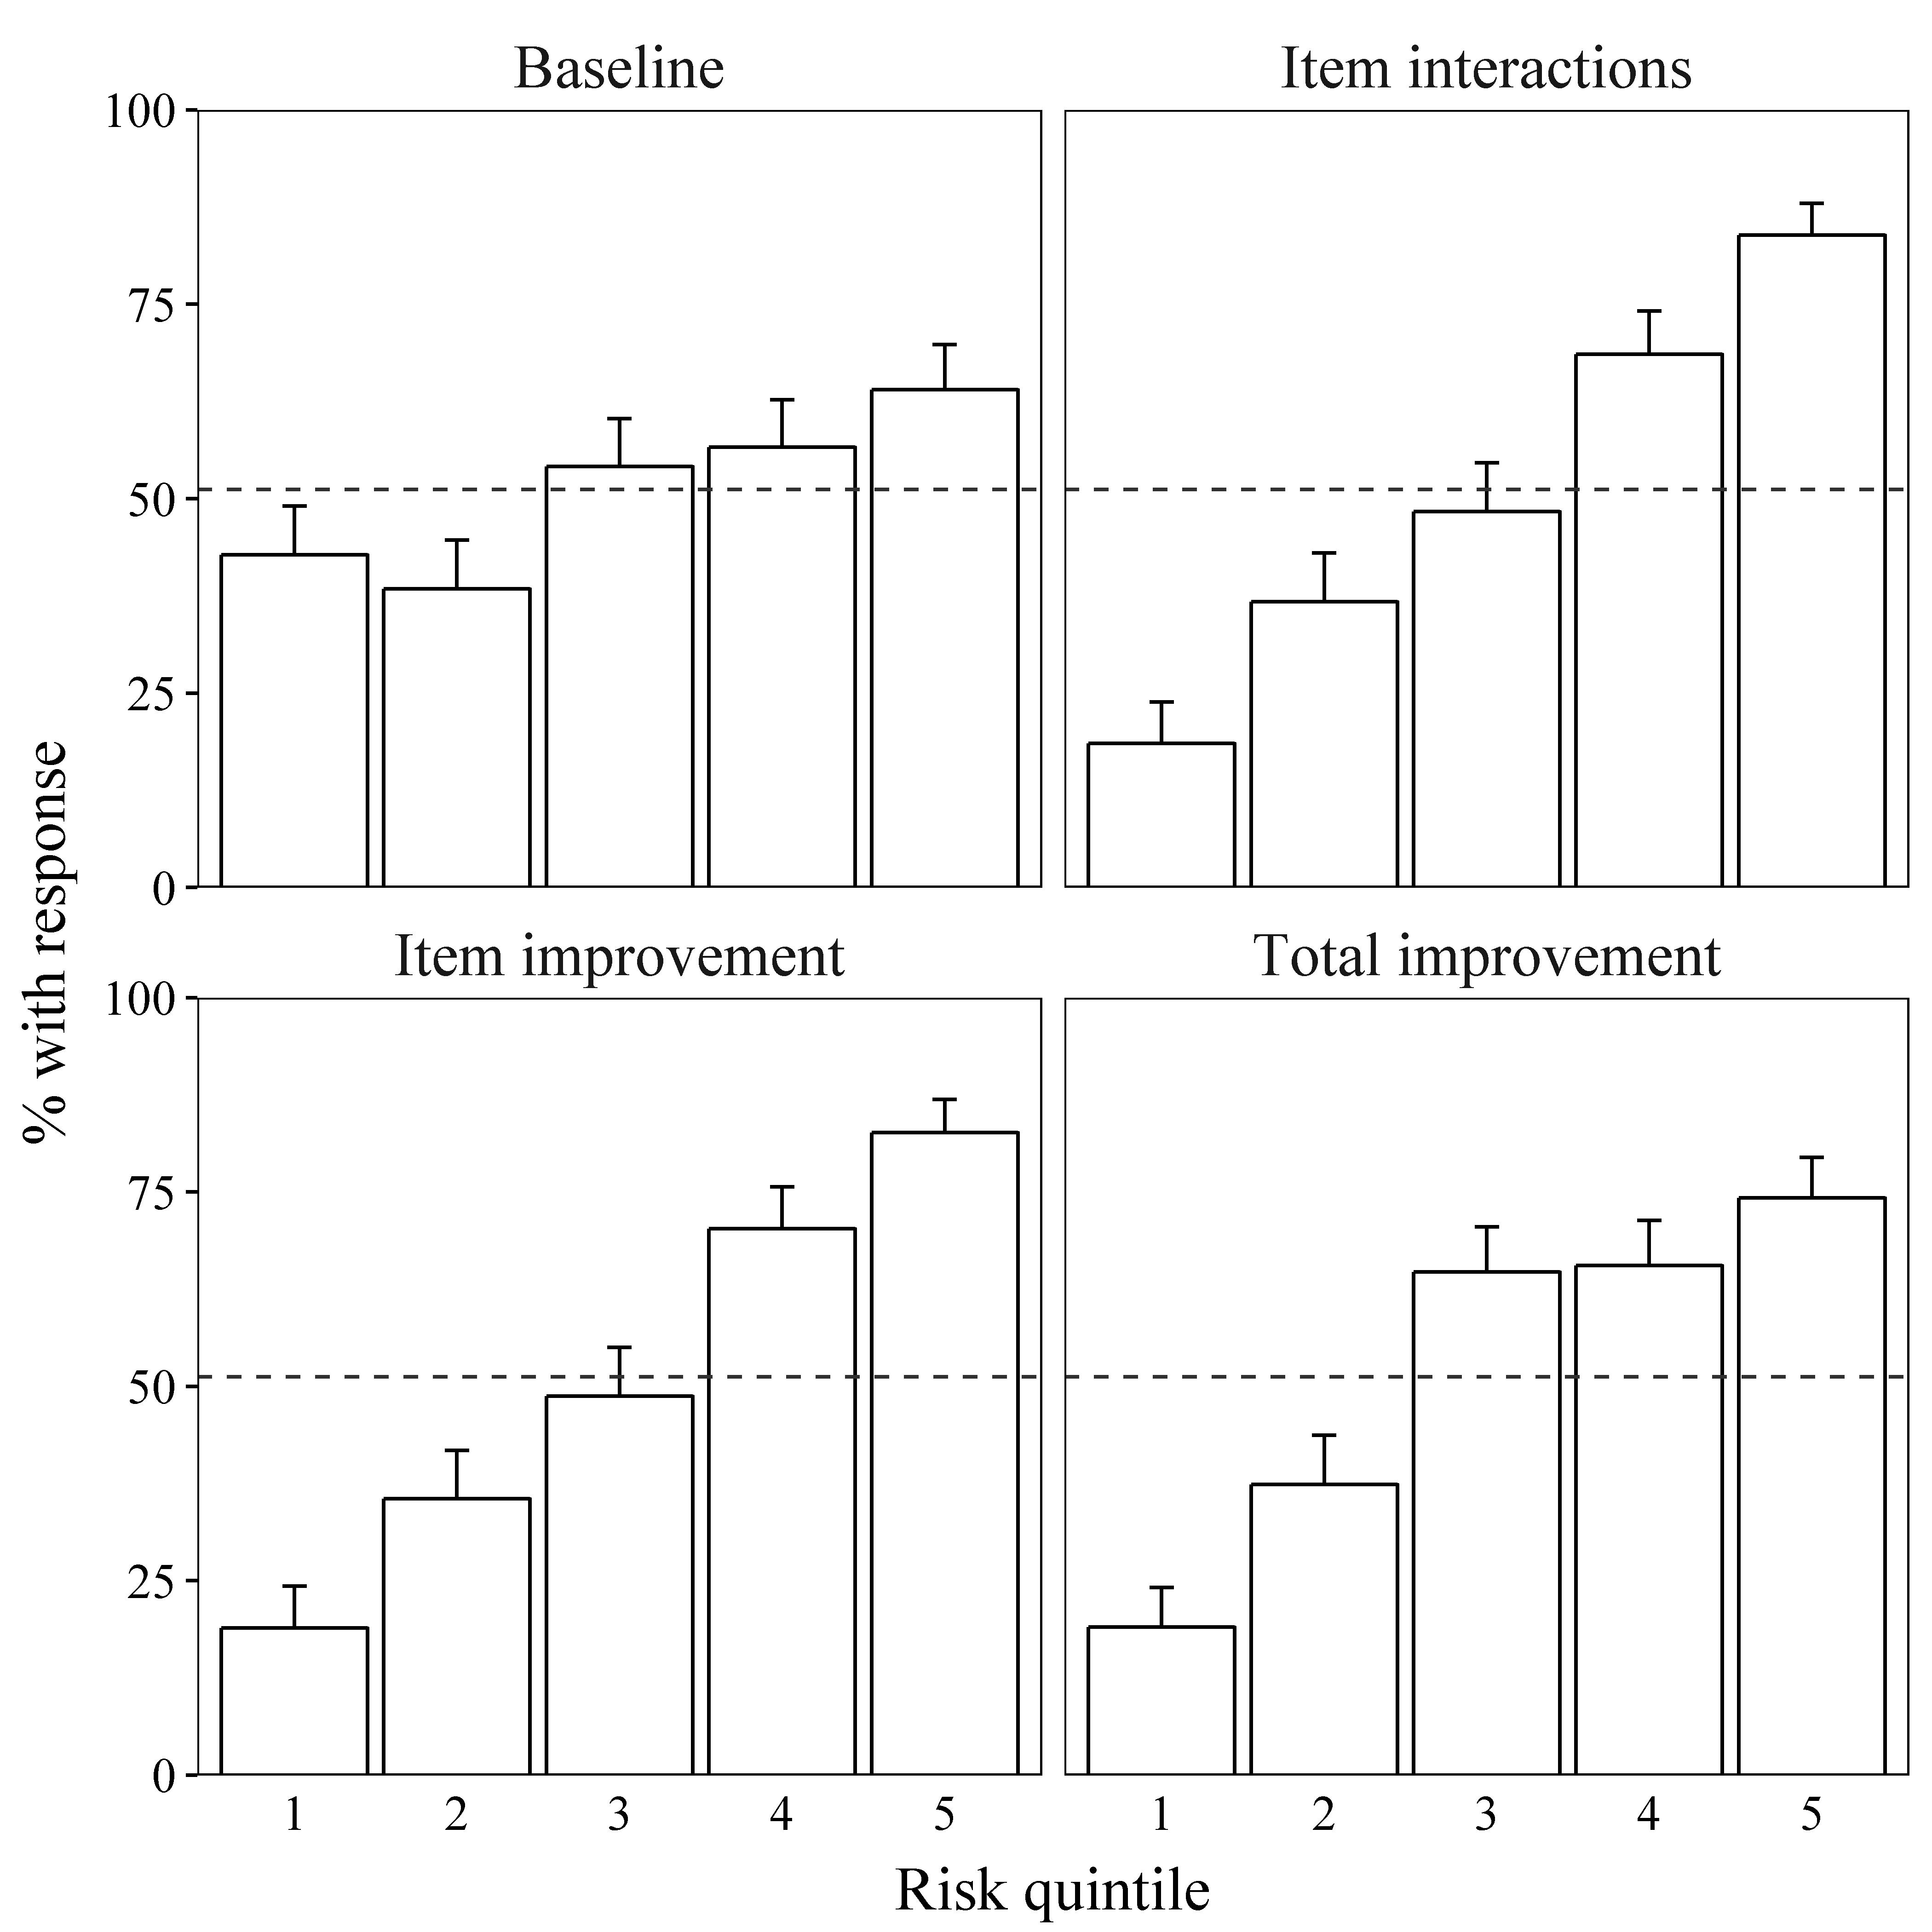 Baseline
Item interactions
100
75
50
25
0
Item improvement
Total improvement
100
75
50
25
0
% with response
1 2 3 4 5
1 2 3 4 5
Risk quintile